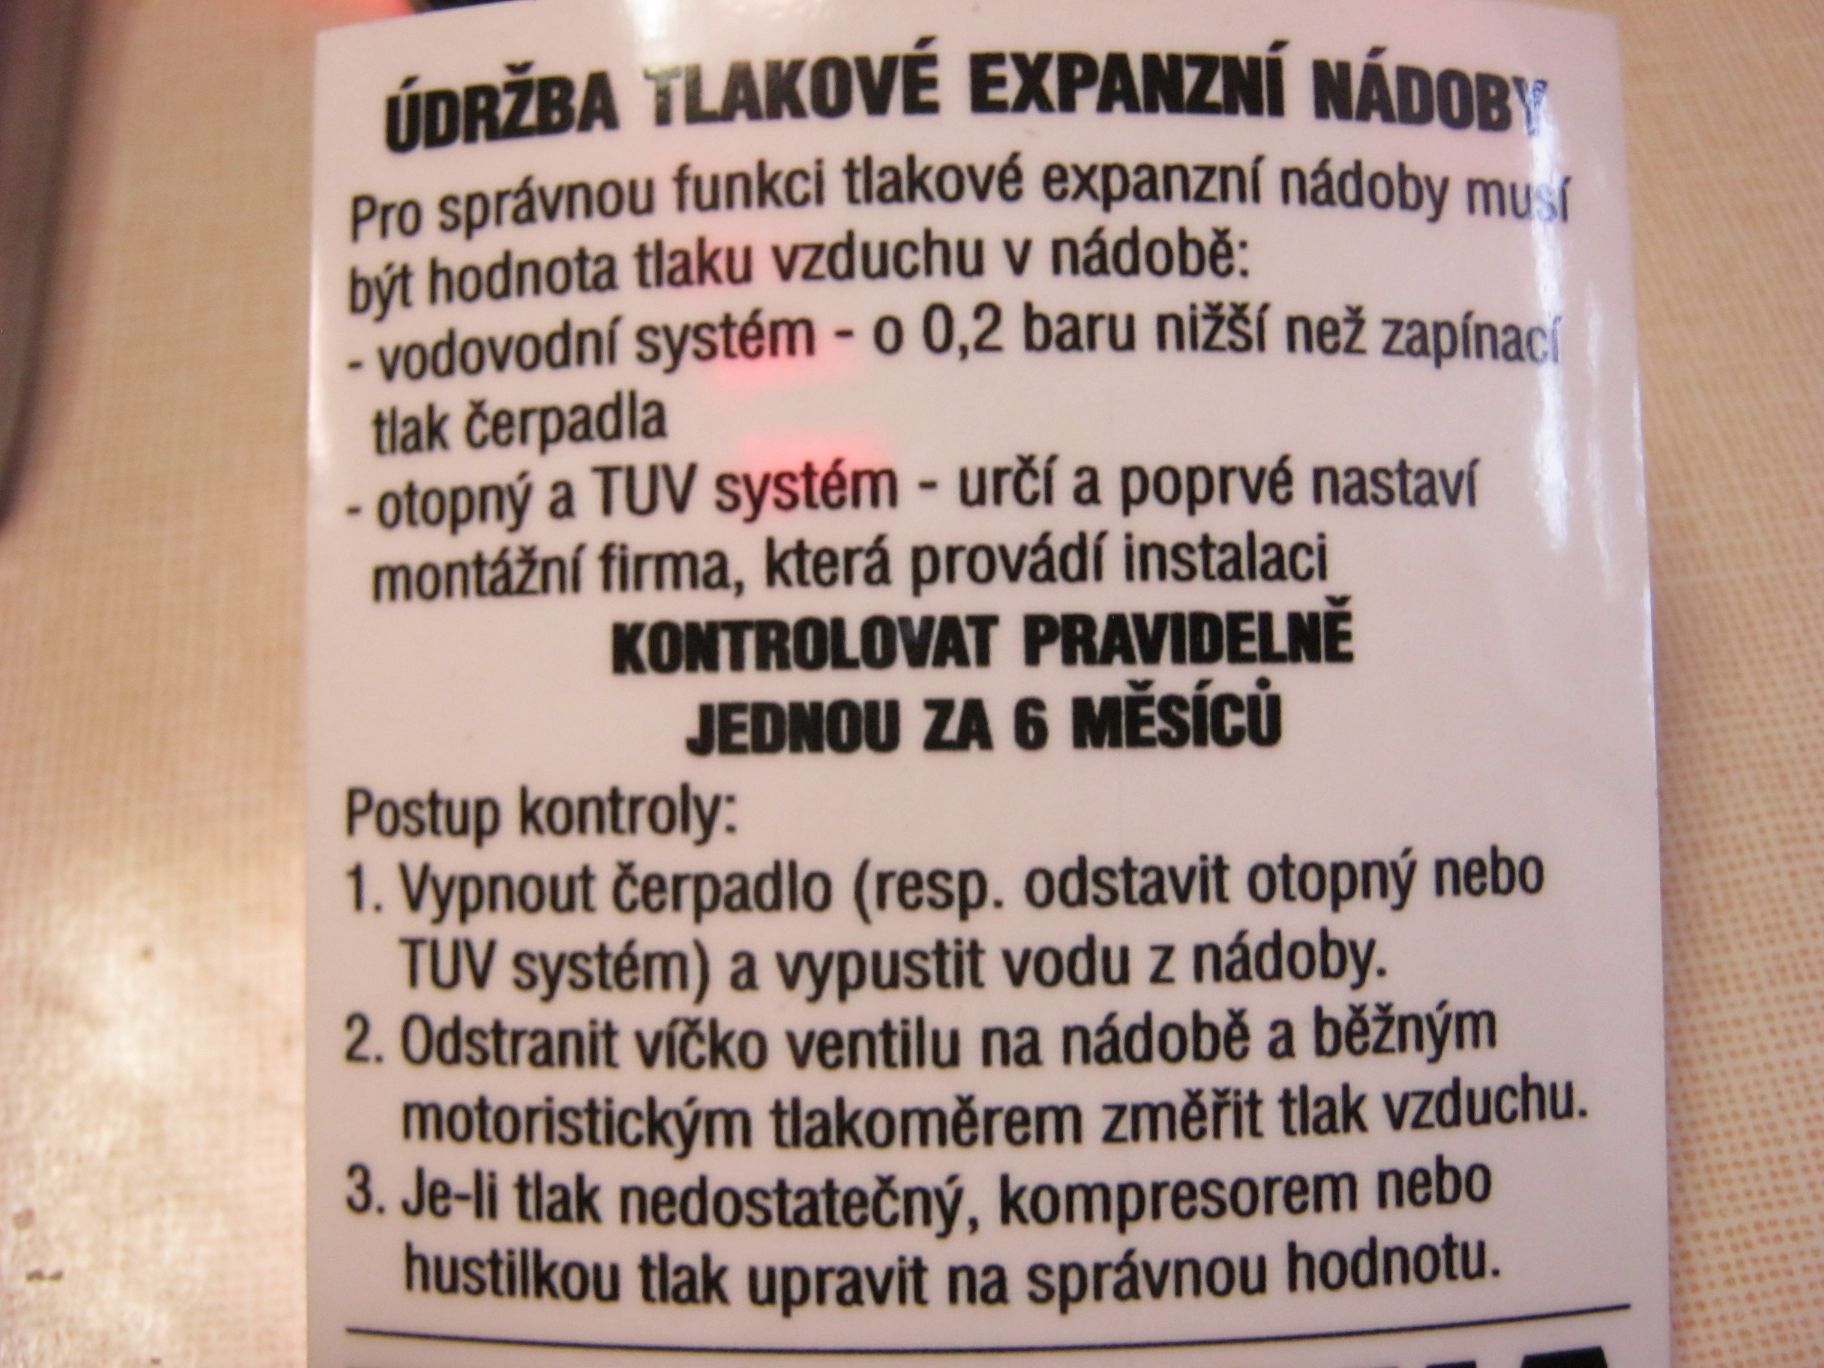 ÚDRŽBA TLAKOVÉ EXPANZNÍ NÁDOBY
Pro správnou funkci tlakové expanzní nádoby musí
být hodnota tlaku vzduchu v nádobě:
- vodovodní systém - o 0,2 baru nižší než zapínací
tlak čerpadla
- otopný a TUV systém - určí a poprvé nastaví
montážní firma, která provádí instalaci
KONTROLOVAT PRAVIDELNĚ
JEDNOU ZA 6 MĚSÍCŮ
Postup kontroly:
1. Vypnout čerpadlo (resp. odstavit otopný nebo
TUV systém) a vypustit vodu z nádoby.
2. Odstranit víčko ventilu na nádobě a běžným
motoristickým tlakoměrem změřit tlak vzduchu.
3. Je-li tlak nedostatečný, kompresorem nebo
hustilkou tlak upravit na správnou hodnotu.